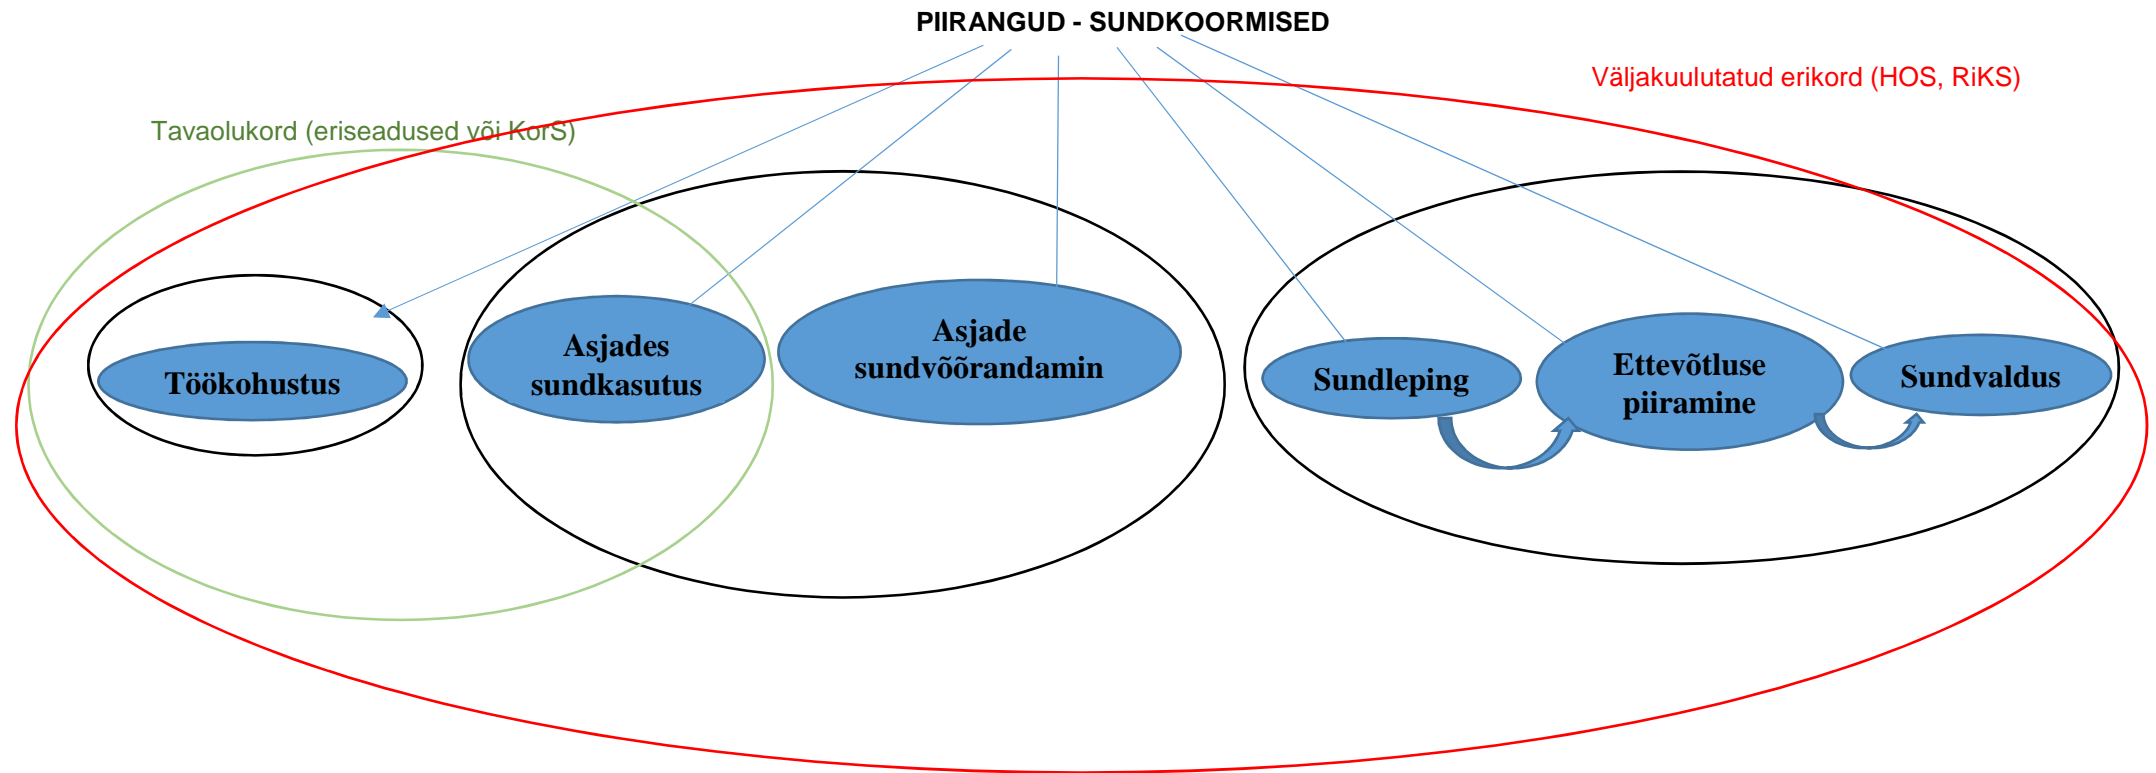 PIIRANGUD - SUNDKOORMISED
Väljakuulutatud erikord (HOS, RiKS)
Tavaolukord (eriseadused või KorS)
Töökohustus
Asjades
sundkasutus
Asjade
sundvõõrandamin
Sundleping
Ettevõtluse
piiramine
Sundvaldus